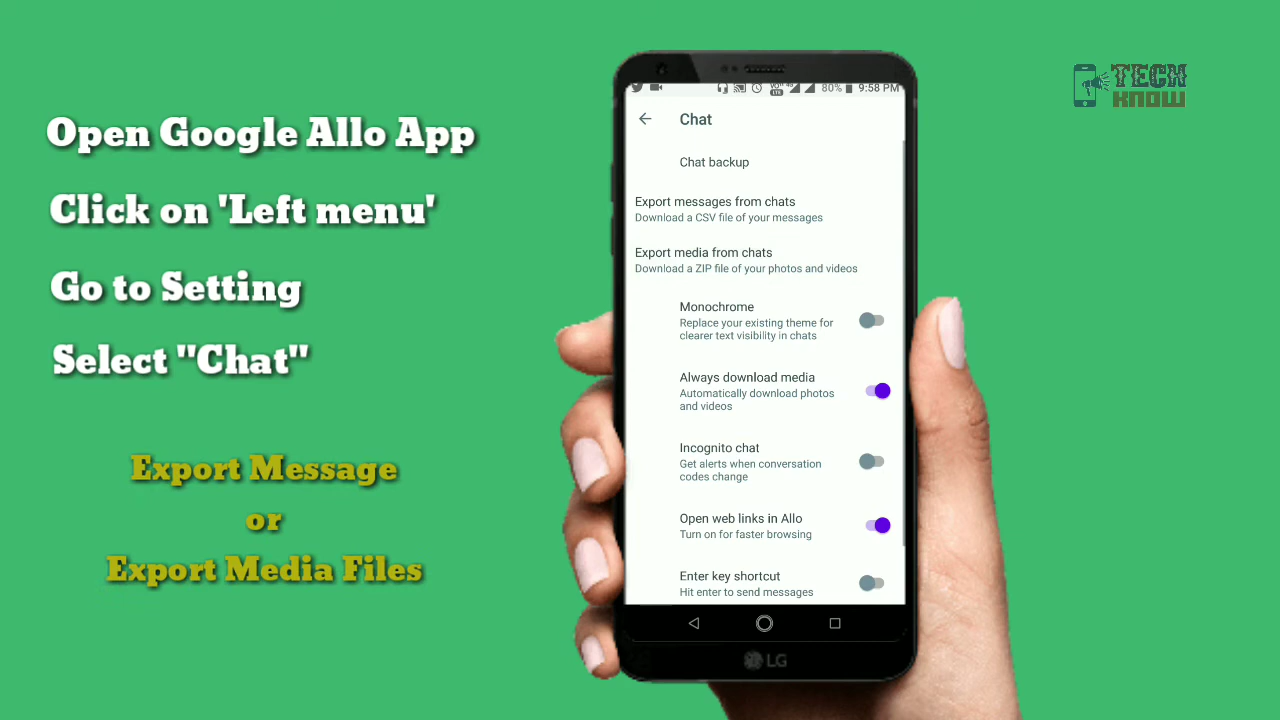 Open Google Allo App
Click on 'Left menu'
Go to Setting
Select "Chat"
Export Message
or
Export Media Files
80% 9:58 PM
Chat
Chat backup
Export messages from chats
Download a CSV file of your messages
Export media from chats
Download a ZIP file of your photos and videos
Monochrome
Replace your existing theme for
clearer text visibility in chats
Always download media
Automatically download photos
and videos
Incognito chat
Get alerts when conversation
codes change
Open web links in Allo
Turn on for faster browsing
Enter key shortcut
Hit enter to send messages
LG
TECH
KNOW